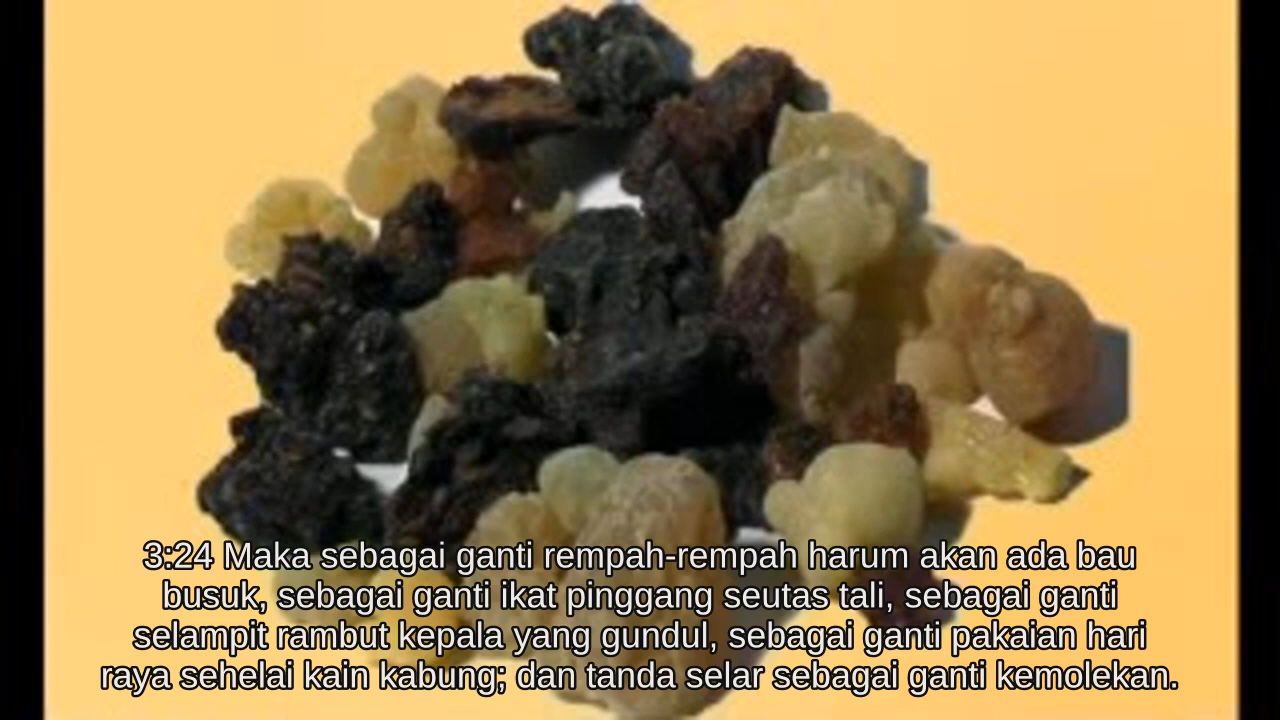 3:24 Maka sebagai ganti rempah-rempah harum akan ada bau
busuk, sebagai ganti ikat pinggang seutas tali, sebagai ganti
selampit rambut kepala yang gundul, sebagai ganti pakaian hari
raya sehelai kain kabung; dan tanda selar sebagai ganti kemolekan.